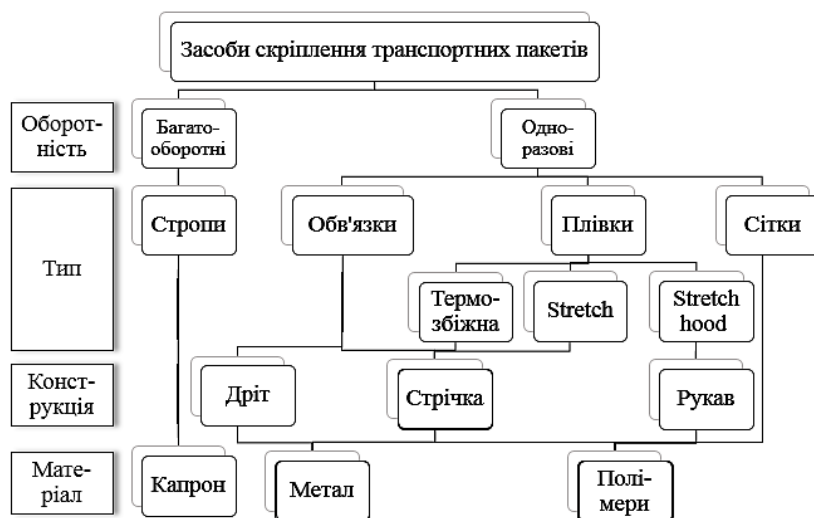 Засоби скріплення транспортних пакетів
Оборот-
ність
Багато-
оборотні
Одно-
разові
Тип
Стропи
Обв'язки
Плівки
Сітки
Термо-
збіжна
Stretch
Stretch
hood
Конст-
рукція
Дріт
Стрічка
Рукав
Мате-
ріал
Капрон
Метал
Полі-
мери